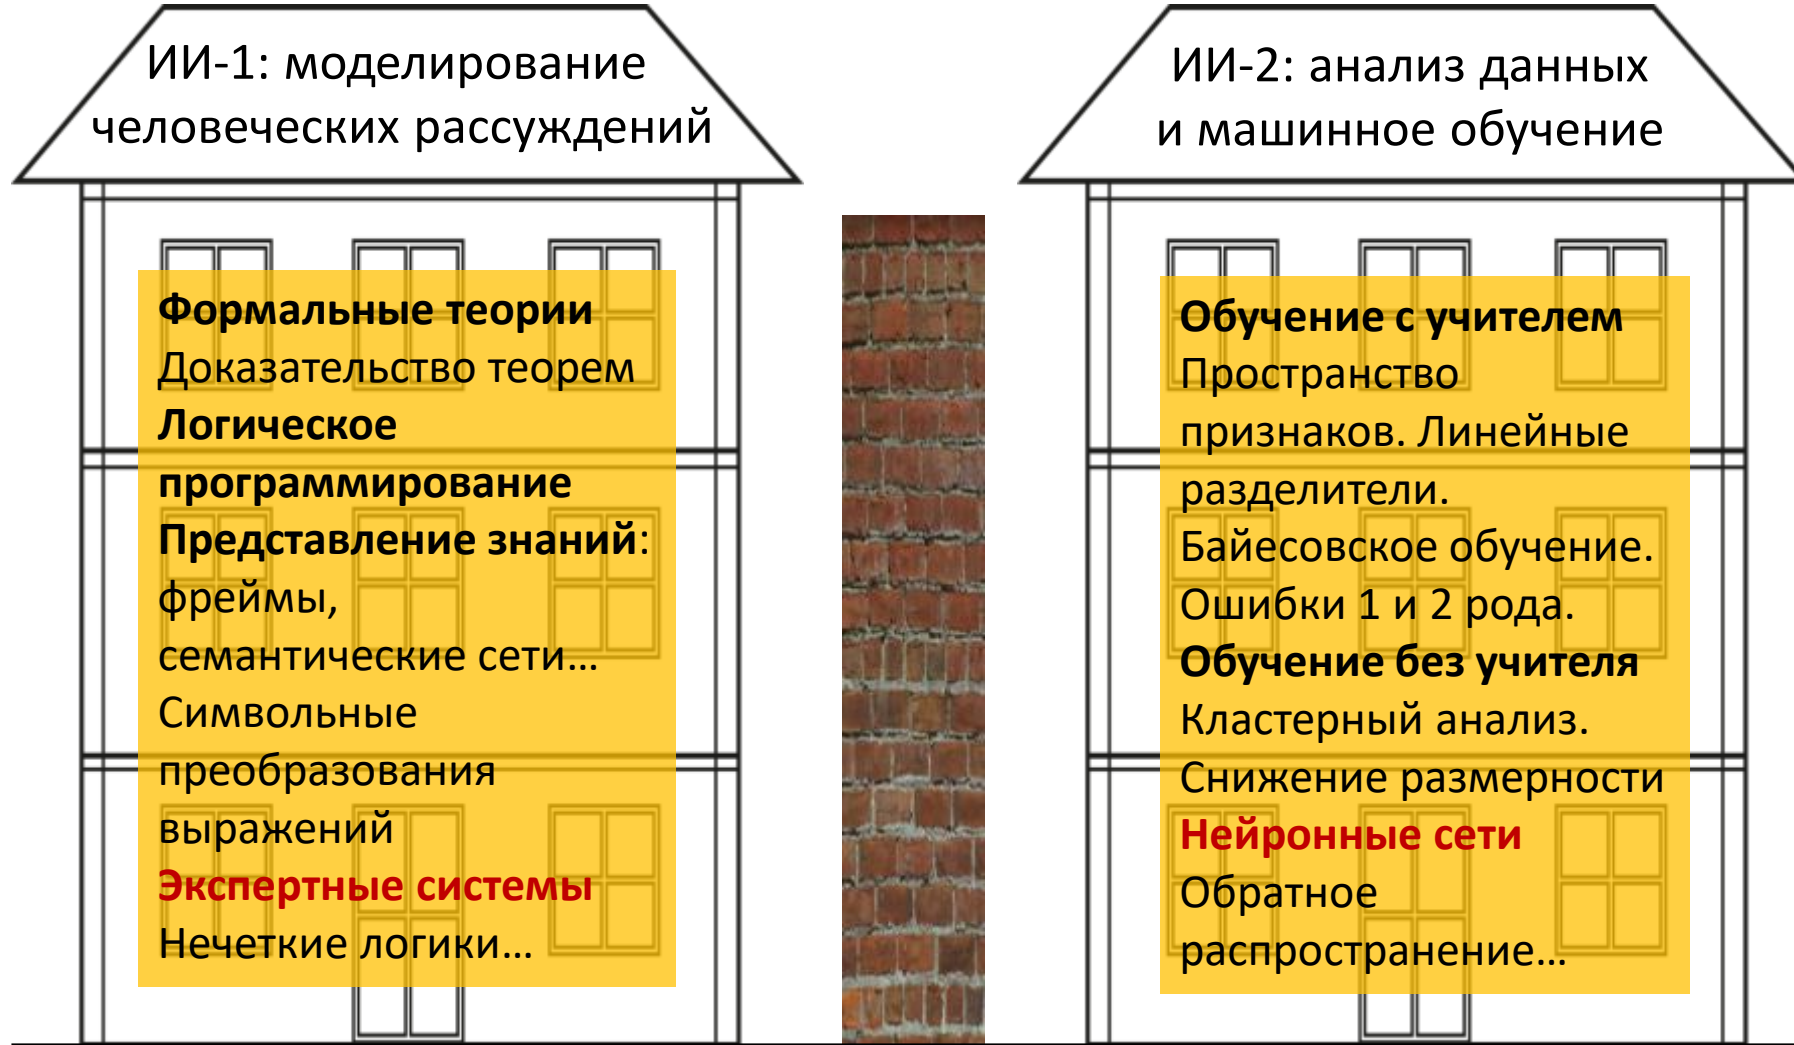 ИИ-1: моделирование
человеческих рассуждений
Формальные теории
Доказательство теорем
Логическое
программирование
Представление знаний:
фреймы,
семантические сети...
Символьные
преобразования
выражений
Экспертные системы
Нечеткие логики...
ИИ-2: анализ данных
и машинное обучение
Обучение с учителем
Пространство
признаков. Линейные
разделители.
Байесовское обучение.
Ошибки 1 и 2 рода.
Обучение без учителя
Кластерный анализ.
Снижение размерности
Нейронные сети
Обратное
распространение...